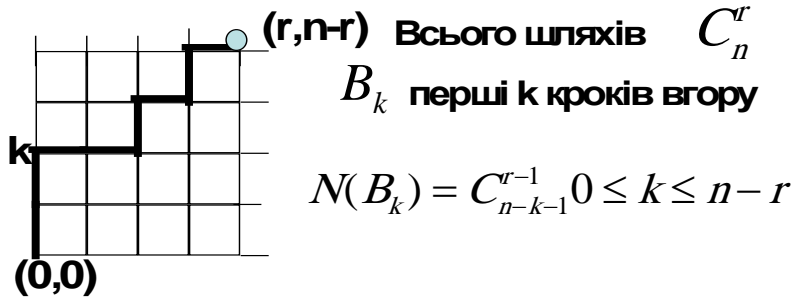 (r,n-r) Всього шляхів C_n^r
B_k перші k кроків вгору
k
N(B_k) = C_{n-k-1}^{r-1} 0 ≤ k ≤ n - r
(0,0)